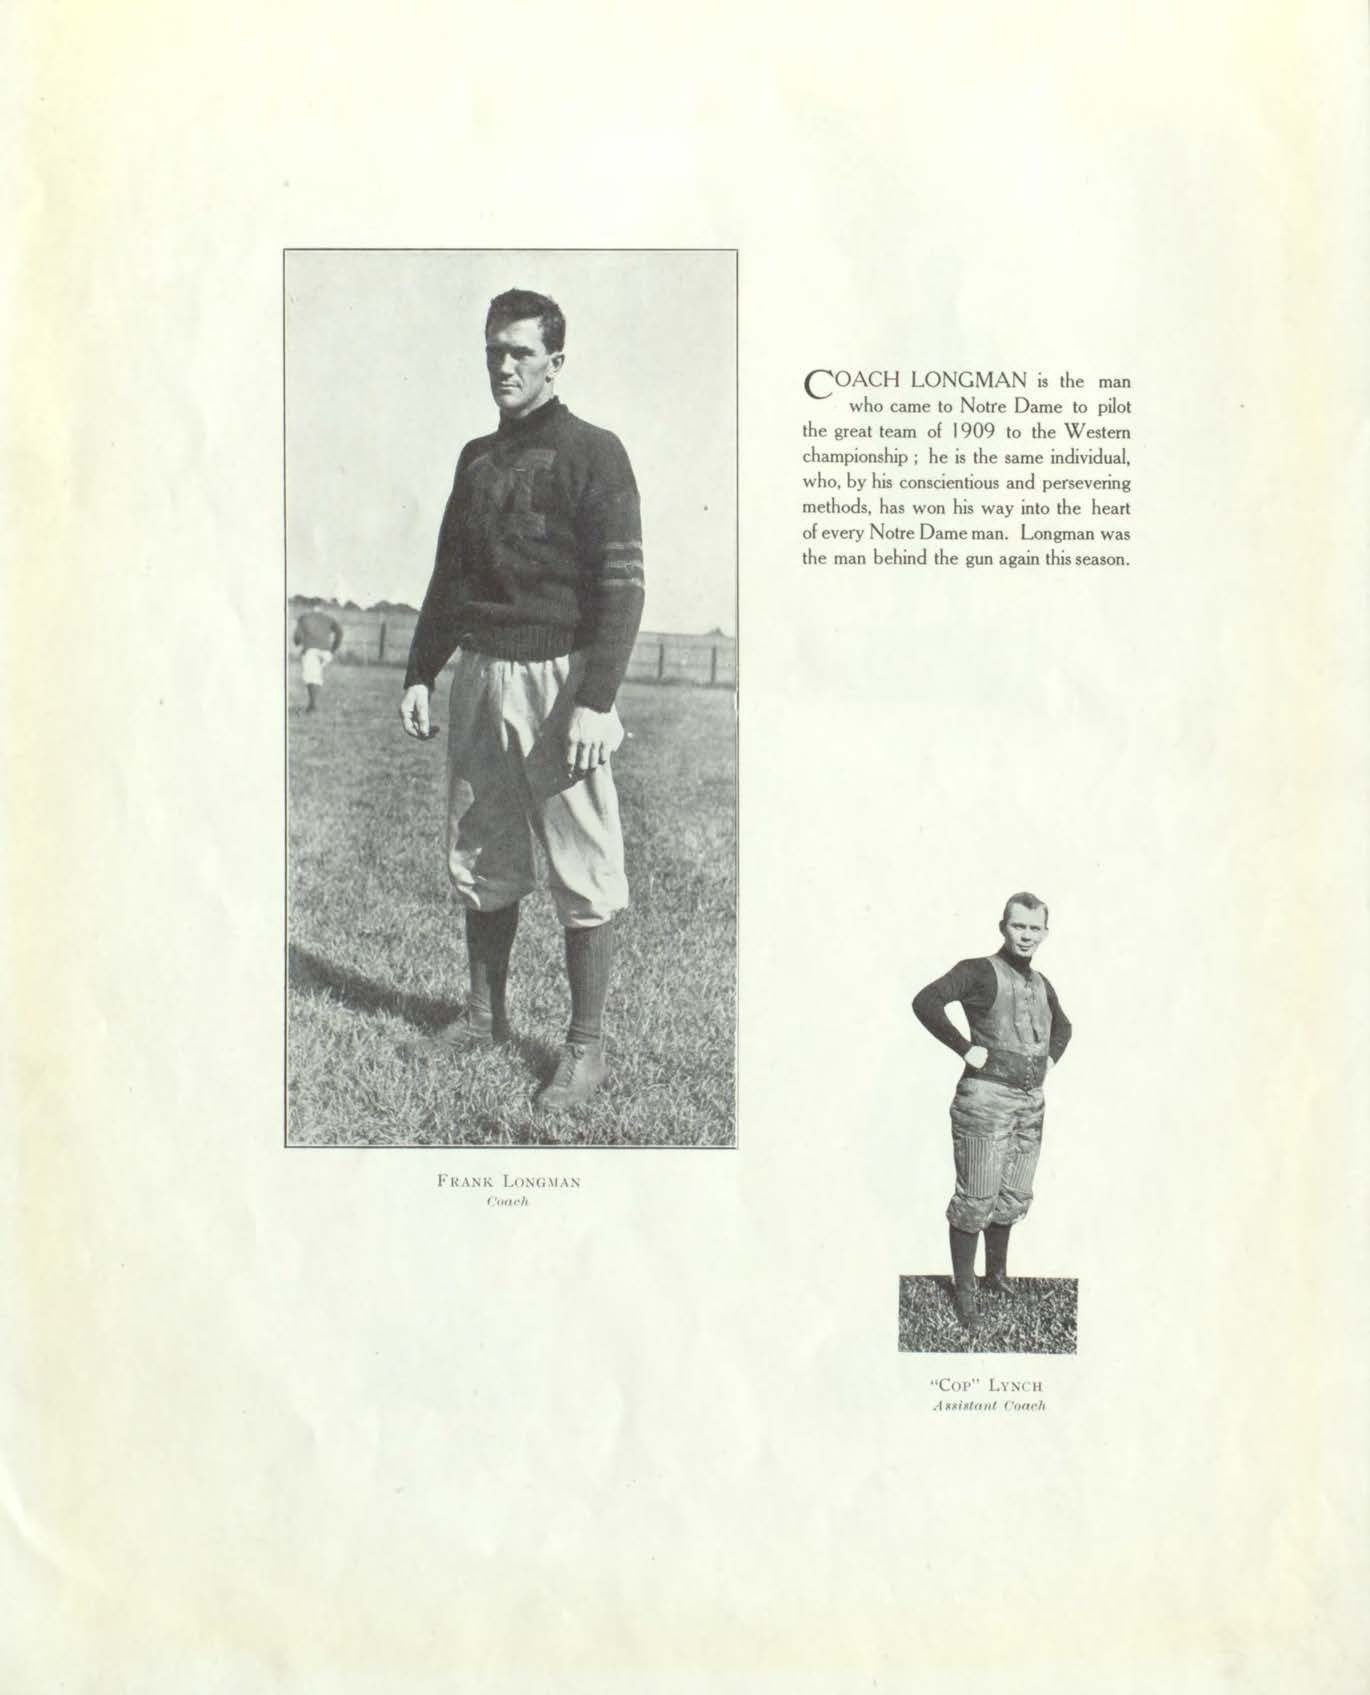 COACH LONGMAN is the man
who came to Notre Dame to pilot
the great team of 1909 to the Western
championship ; he is the same individual,
who, by his conscientious and persevering
methods, has won his way into the heart
of every Notre Dame man. Longman was
the man behind the gun again this season.
FRANK LONGMAN
Coach
"COP" LYNCH
Assistant Coach